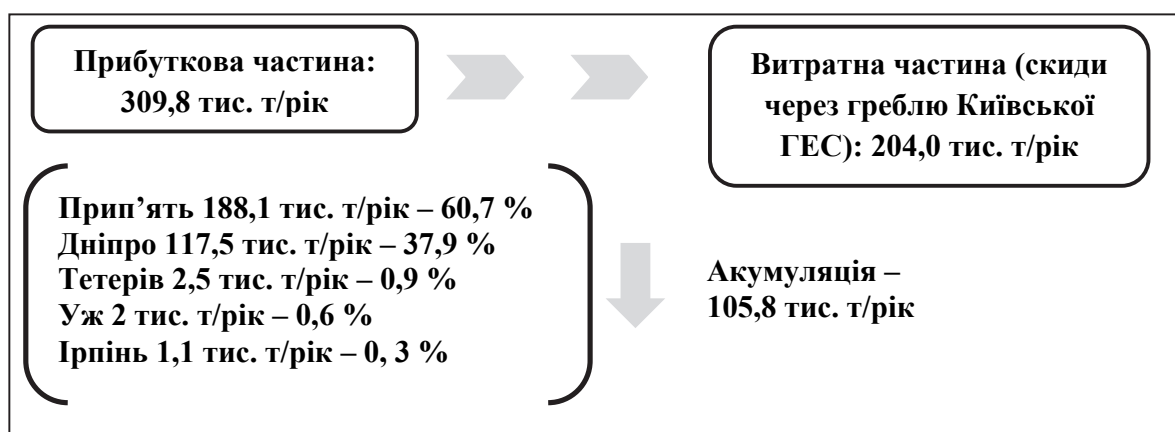 Прибуткова частина:
309,8 тис. т/рік
Витратна частина (скиди
через греблю Київської
ГЕС): 204,0 тис. т/рік
Прип’ять 188,1 тис. т/рік – 60,7 %
Дніпро 117,5 тис. т/рік – 37,9 %
Тетерів 2,5 тис. т/рік – 0,9 %
Уж 2 тис. т/рік – 0,6 %
Ірпінь 1,1 тис. т/рік – 0, 3 %
Акумуляція –
105,8 тис. т/рік